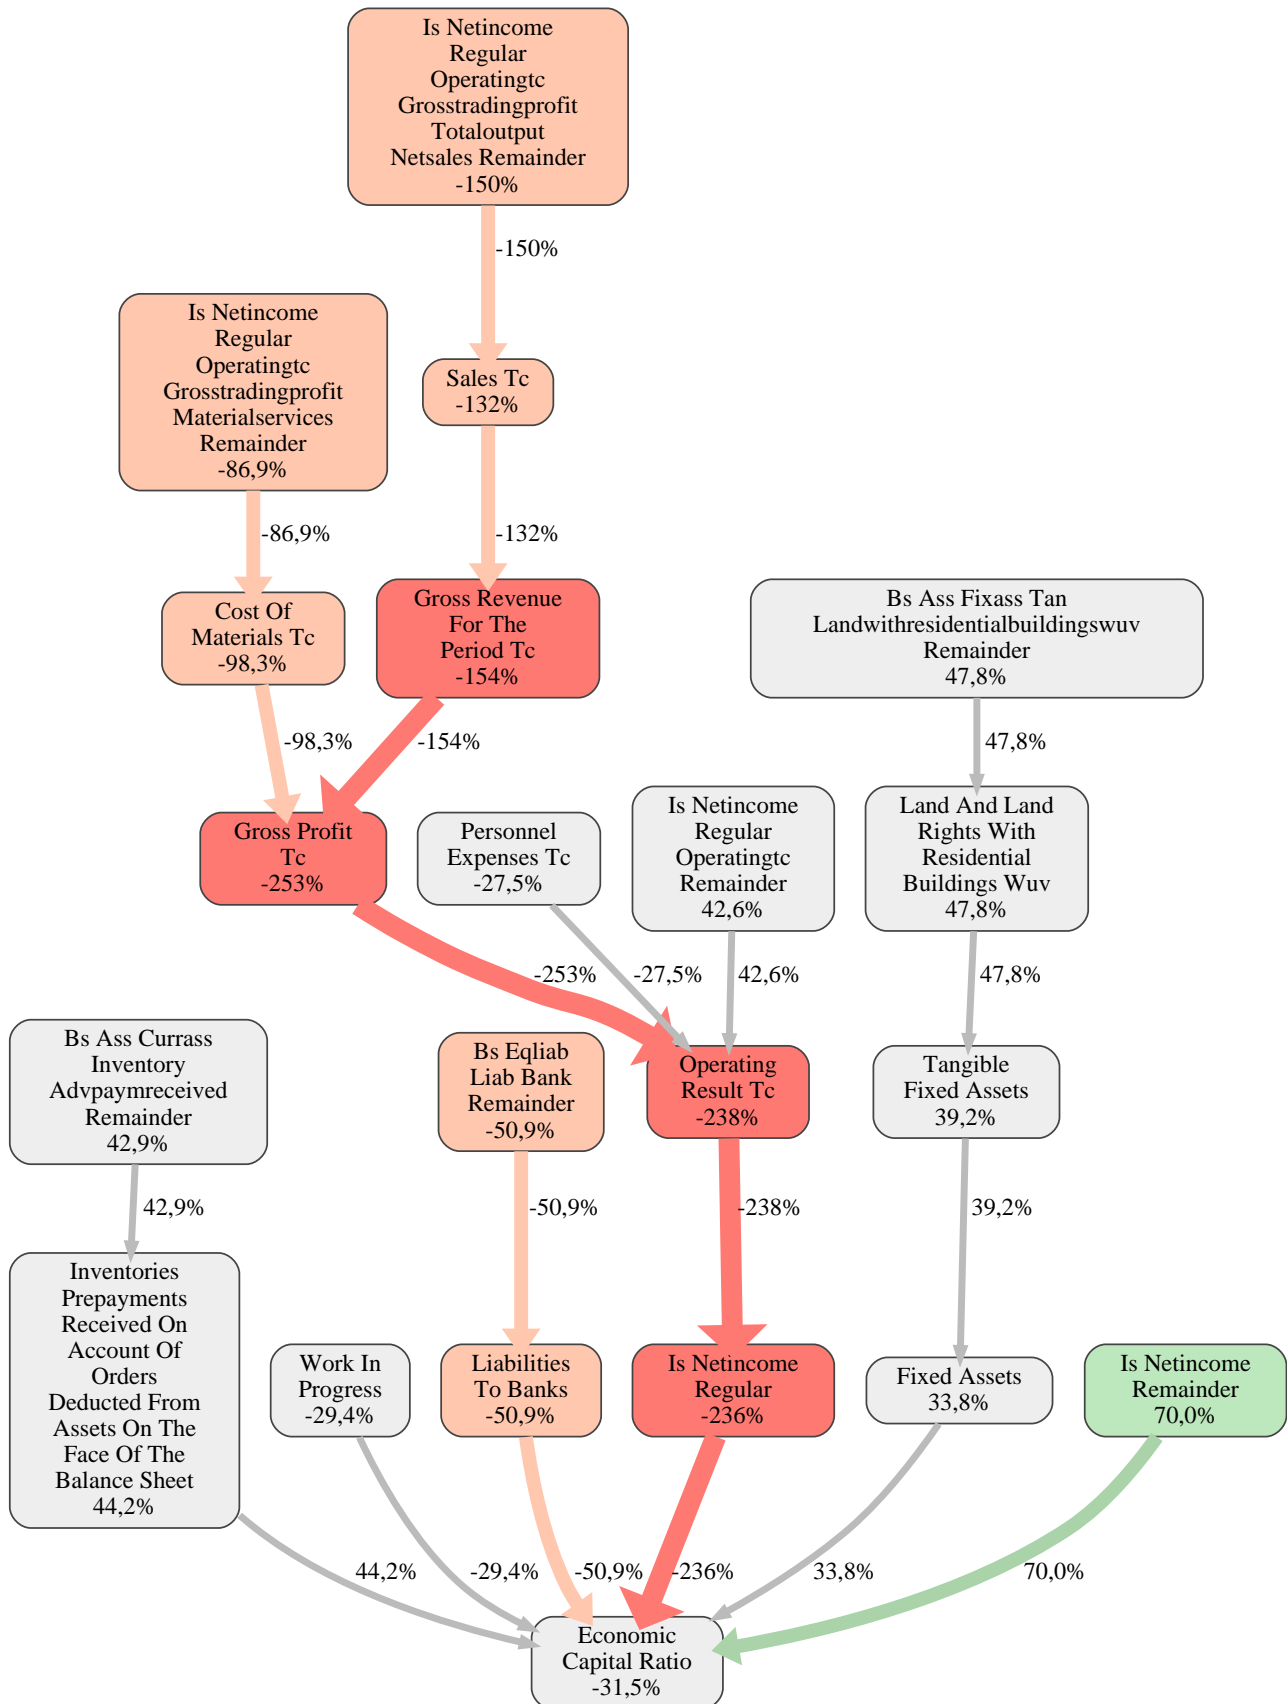 Is Netincome
Regular
Operatingtc
Grosstradingprofit
Totaloutput
Netsales Remainder
-150%
-150%
Is Netincome
Regular
Operatingtc
Grosstradingprofit
Materialservices
Remainder
-86,9%
Sales Tc
-132%
-86,9%
-132%
Cost Of
Materials Tc
-98,3%
Gross Revenue
For The
Period Tc
-154%
Bs Ass Fixass Tan
Landwithresidentialbuildingswuv
Remainder
47,8%
-98,3%
-154%
47,8%
Gross Profit
Tc
-253%
Personnel
Expenses Tc
-27,5%
Is Netincome
Regular
Operatingtc
Remainder
42,6%
Land And Land
Rights With
Residential
Buildings Wuv
47,8%
-253%
-27,5%
42,6%
47,8%
Bs Ass Currass
Inventory
Advpaymreceived
Remainder
42,9%
Bs Eqliab
Liab Bank
Remainder
-50,9%
Operating
Result Tc
-238%
Tangible
Fixed Assets
39,2%
42,9%
-50,9%
-238%
39,2%
Inventories
Prepayments
Received On
Account Of
Orders
Deducted From
Assets On The
Face Of The
Balance Sheet
44,2%
Work In
Progress
-29,4%
Liabilities
To Banks
-50,9%
Is Netincome
Regular
-236%
Fixed Assets
33,8%
Is Netincome
Remainder
70,0%
44,2%
-29,4%
-50,9%
-236%
33,8%
70,0%
Economic
Capital Ratio
-31,5%